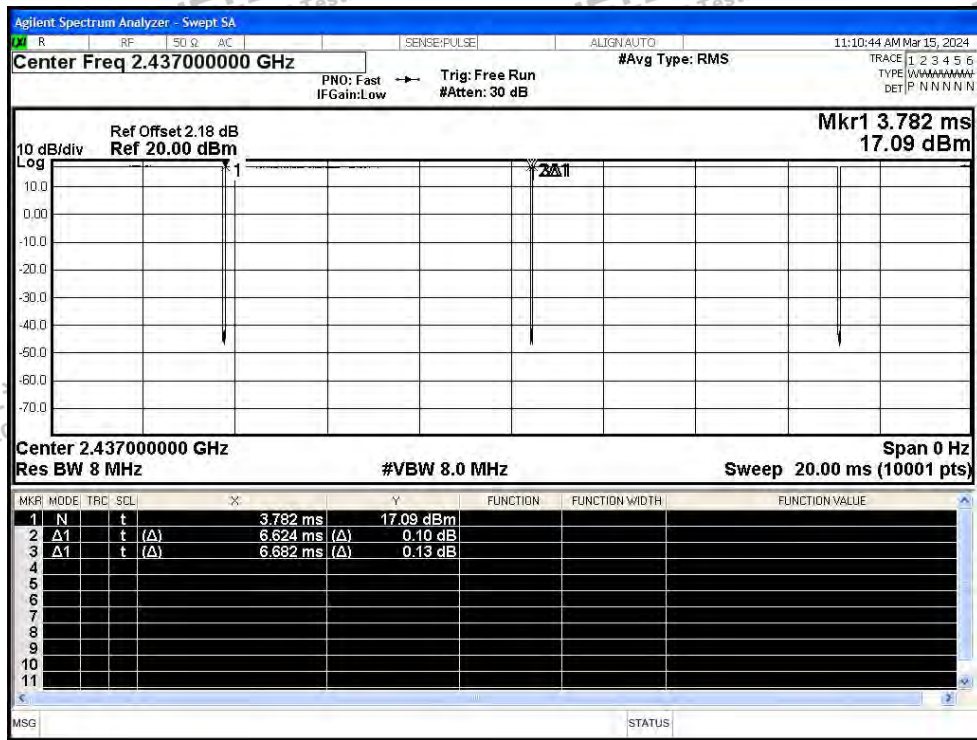 Agilent Spectrum Analyzer - Swept SA
LXI R RF 50 Ω AC SENSE:PULSE ALIGN AUTO 11:10:44 AM Mar 15, 2024
Center Freq 2.437000000 GHz #Avg Type: RMS TRACE 1 2 3 4 5 6
PNO: Fast Trig: Free Run TYPE WWWWWW
IFGain:Low #Atten: 30 dB DET P N N N N N
Mkr1 3.782 ms
Ref Offset 2.18 dB
10 dB/div Ref 20.00 dBm 17.09 dBm
Log
1 2Δ1
10.0
0.00
-10.0
-20.0
-30.0
-40.0
-50.0
-60.0
-70.0
Center 2.437000000 GHz Span 0 Hz
Res BW 8 MHz #VBW 8.0 MHz Sweep 20.00 ms (10001 pts)
MKR MODE TRC SCL X Y FUNCTION FUNCTION WIDTH FUNCTION VALUE
1 N t 3.782 ms 17.09 dBm
2 Δ1 t (Δ) 6.624 ms (Δ) 0.10 dB
3 Δ1 t (Δ) 6.682 ms (Δ) 0.13 dB
4
5
6
7
8
9
10
11
MSG STATUS